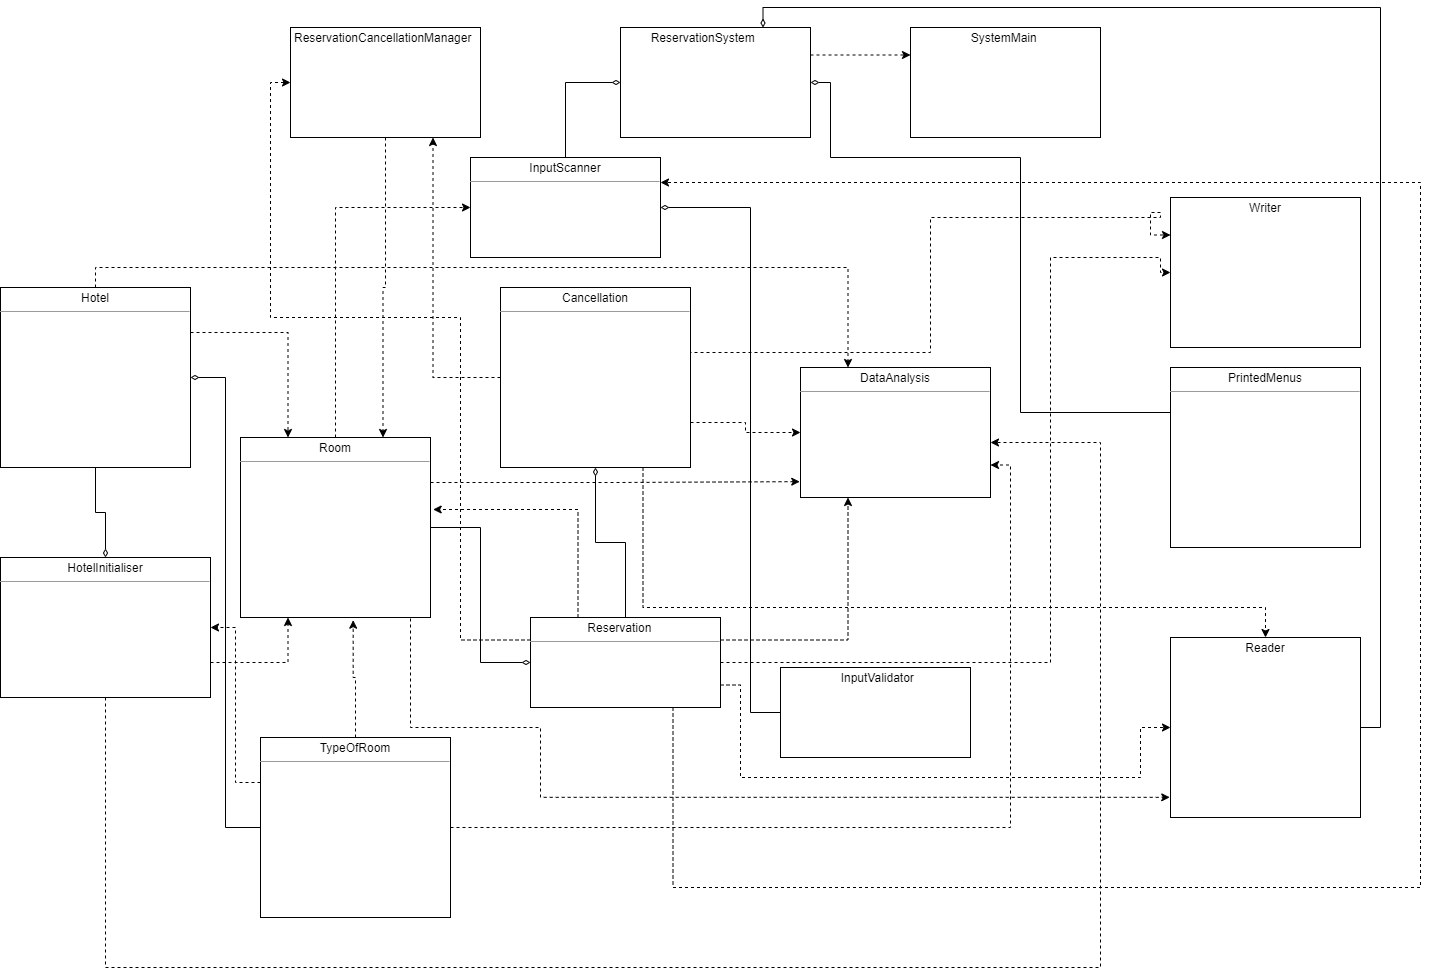 ReservationCancellationManager
ReservationSystem
SystemMain
InputScanner
Writer
Hotel
Cancellation
DataAnalysis
PrintedMenus
Room
HotelInitialiser
Reservation
Reader
InputValidator
TypeOfRoom